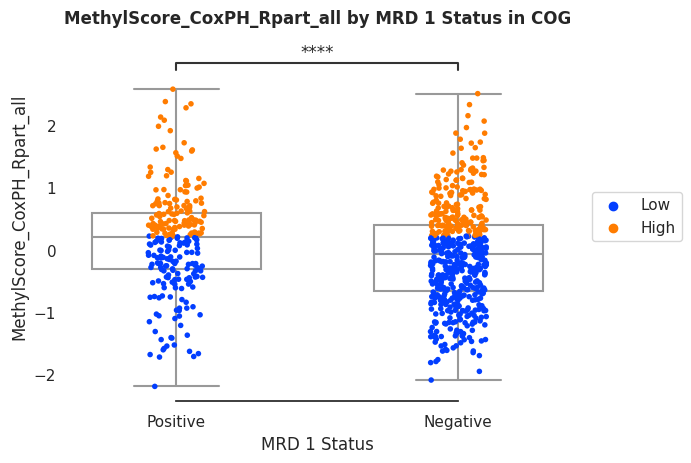 MethylScore_CoxPH_Rpart_all by MRD 1 Status in COG
****
MethylScore_CoxPH_Rpart_all
2
1
0
−1
−2
Low
High
Positive
Negative
MRD 1 Status